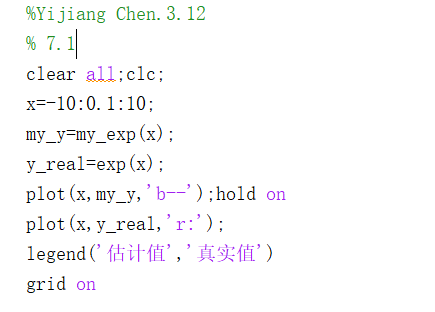 %Yijiang Chen.3.12
% 7.1
clear all;clc;
x=-10:0.1:10;
my_y=my_exp(x);
y_real=exp(x);
plot(x,my_y,'b--');hold on
plot(x,y_real,'r:');
legend('估计值','真实值')
grid on